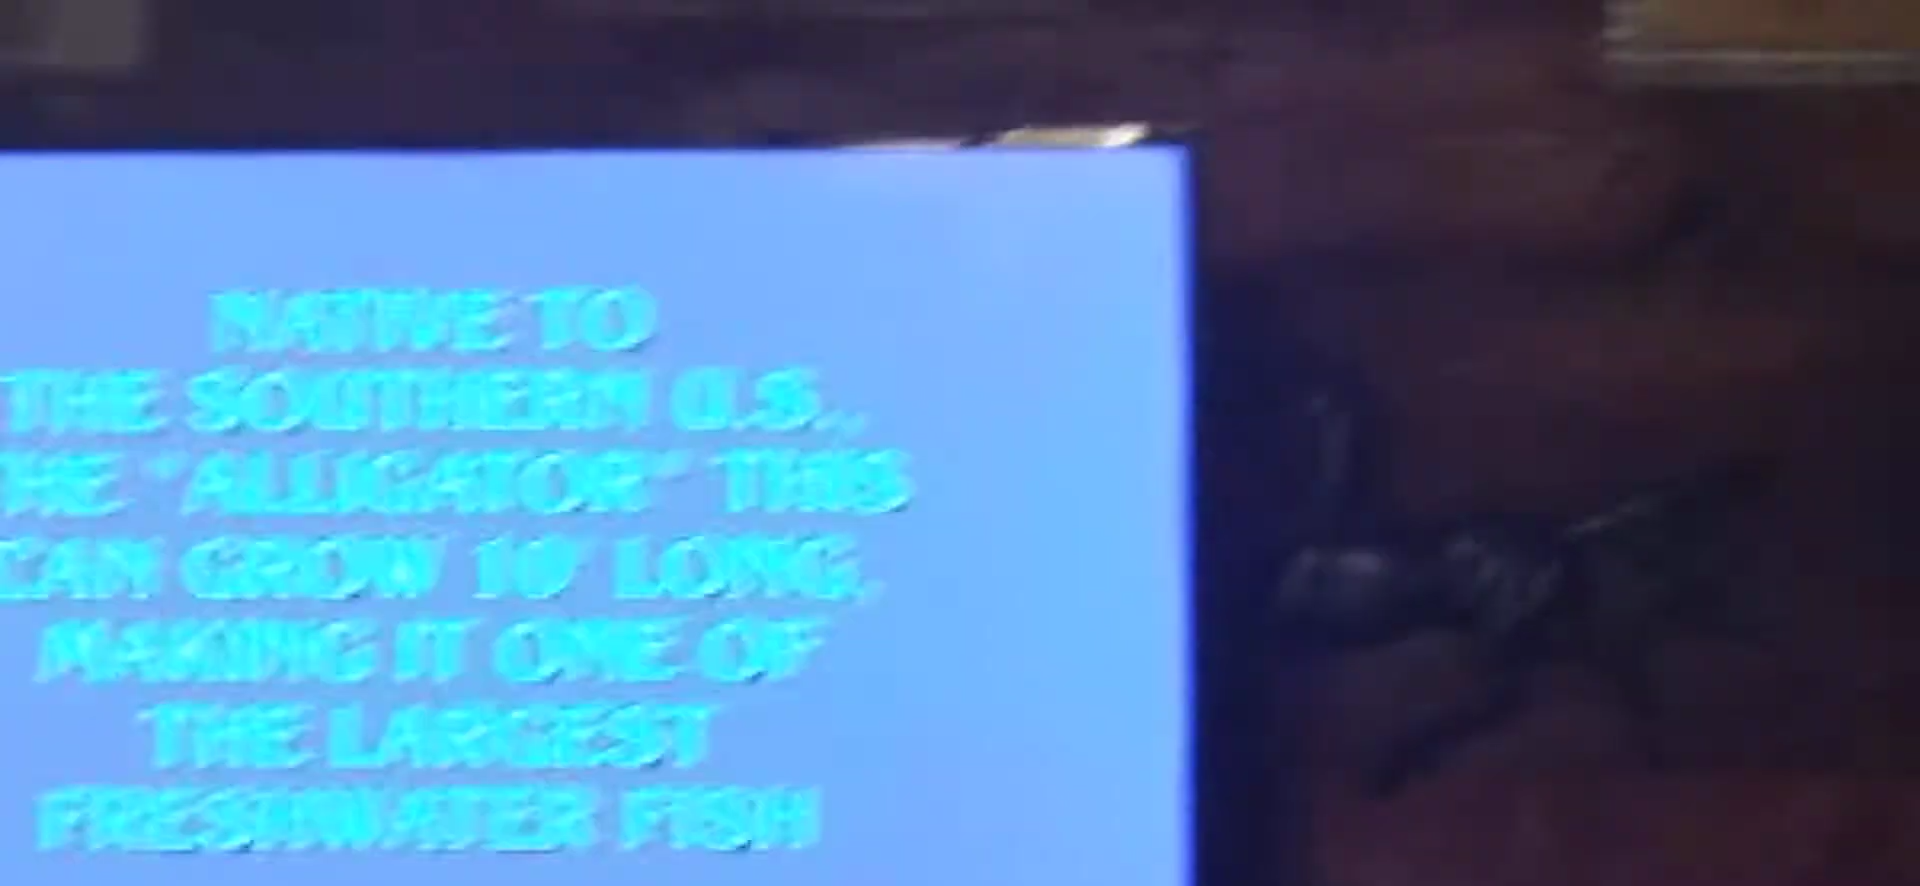 NATIVE TO
THE SOUTHERN U.S.,
THE "ALLIGATOR" THIS
CAN GROW 10' LONG,
MAKING IT ONE OF
THE LARGEST
FRESHWATER FISH